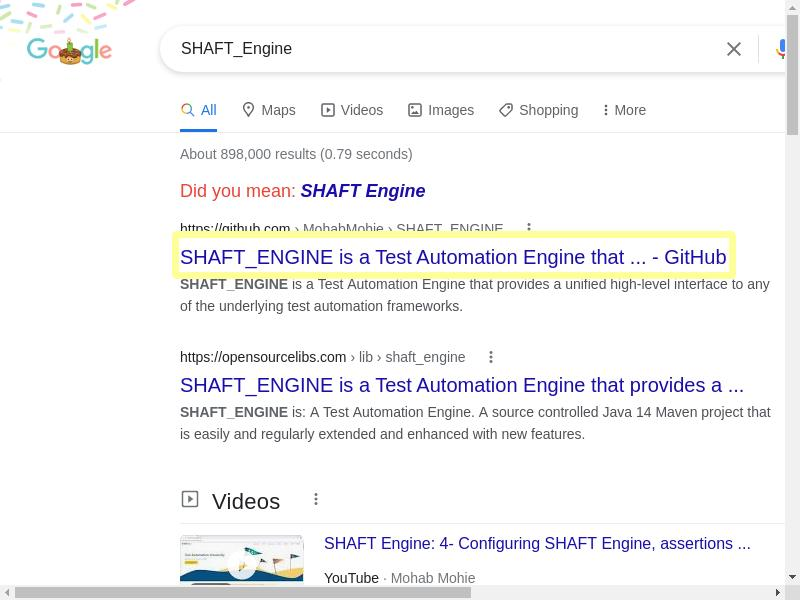 Google
SHAFT_Engine
All Maps Videos Images Shopping More
About 898,000 results (0.79 seconds)
Did you mean: SHAFT Engine
https://github.com › MohabMohie › SHAFT_ENGINE
SHAFT_ENGINE is a Test Automation Engine that ... - GitHub
SHAFT_ENGINE is a Test Automation Engine that provides a unified high-level interface to any
of the underlying test automation frameworks.
https://opensourcelibs.com › lib › shaft_engine
SHAFT_ENGINE is a Test Automation Engine that provides a ...
SHAFT_ENGINE is: A Test Automation Engine. A source controlled Java 14 Maven project that
is easily and regularly extended and enhanced with new features.
Videos
SHAFT Engine: 4- Configuring SHAFT Engine, assertions ...
YouTube · Mohab Mohie